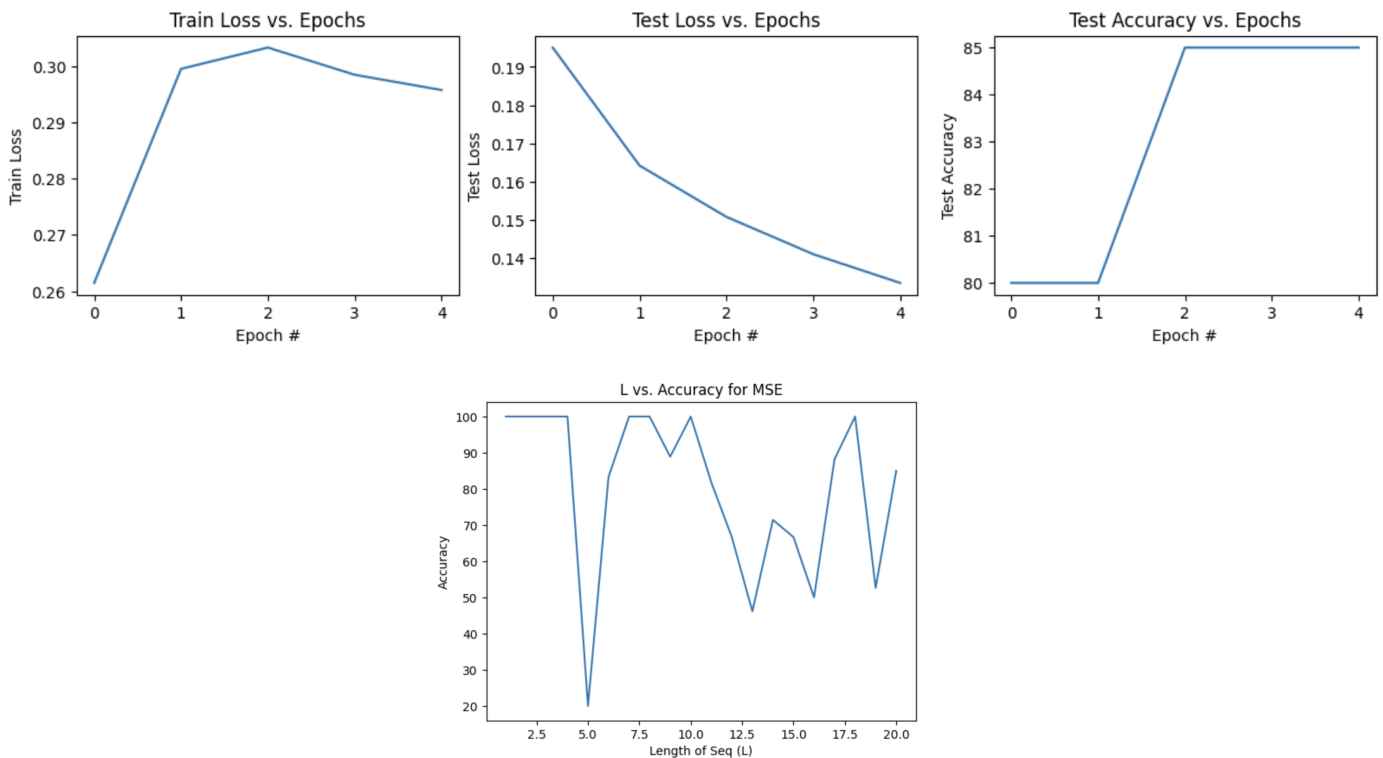 Train Loss vs. Epochs
Train Loss
0.30
0.29
0.28
0.27
0.26
0 1 2 3 4
Epoch #
Test Loss vs. Epochs
Test Loss
0.19
0.18
0.17
0.16
0.15
0.14
0 1 2 3 4
Epoch #
Test Accuracy vs. Epochs
Test Accuracy
85
84
83
82
81
80
0 1 2 3 4
Epoch #
L vs. Accuracy for MSE
Accuracy
100
90
80
70
60
50
40
30
20
2.5 5.0 7.5 10.0 12.5 15.0 17.5 20.0
Length of Seq (L)